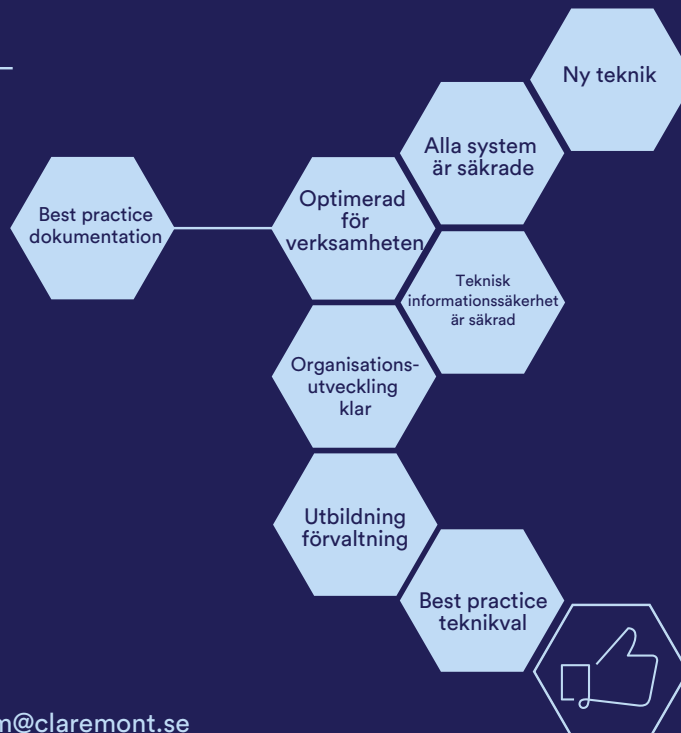 Ny teknik
Alla system
är säkrade
Best practice
dokumentation
Optimerad
för
verksamheten
Teknisk
informationssäkerhet
är säkrad
Organisations-
utveckling
klar
Utbildning
förvaltning
Best practice
teknikval
m@claremont.se